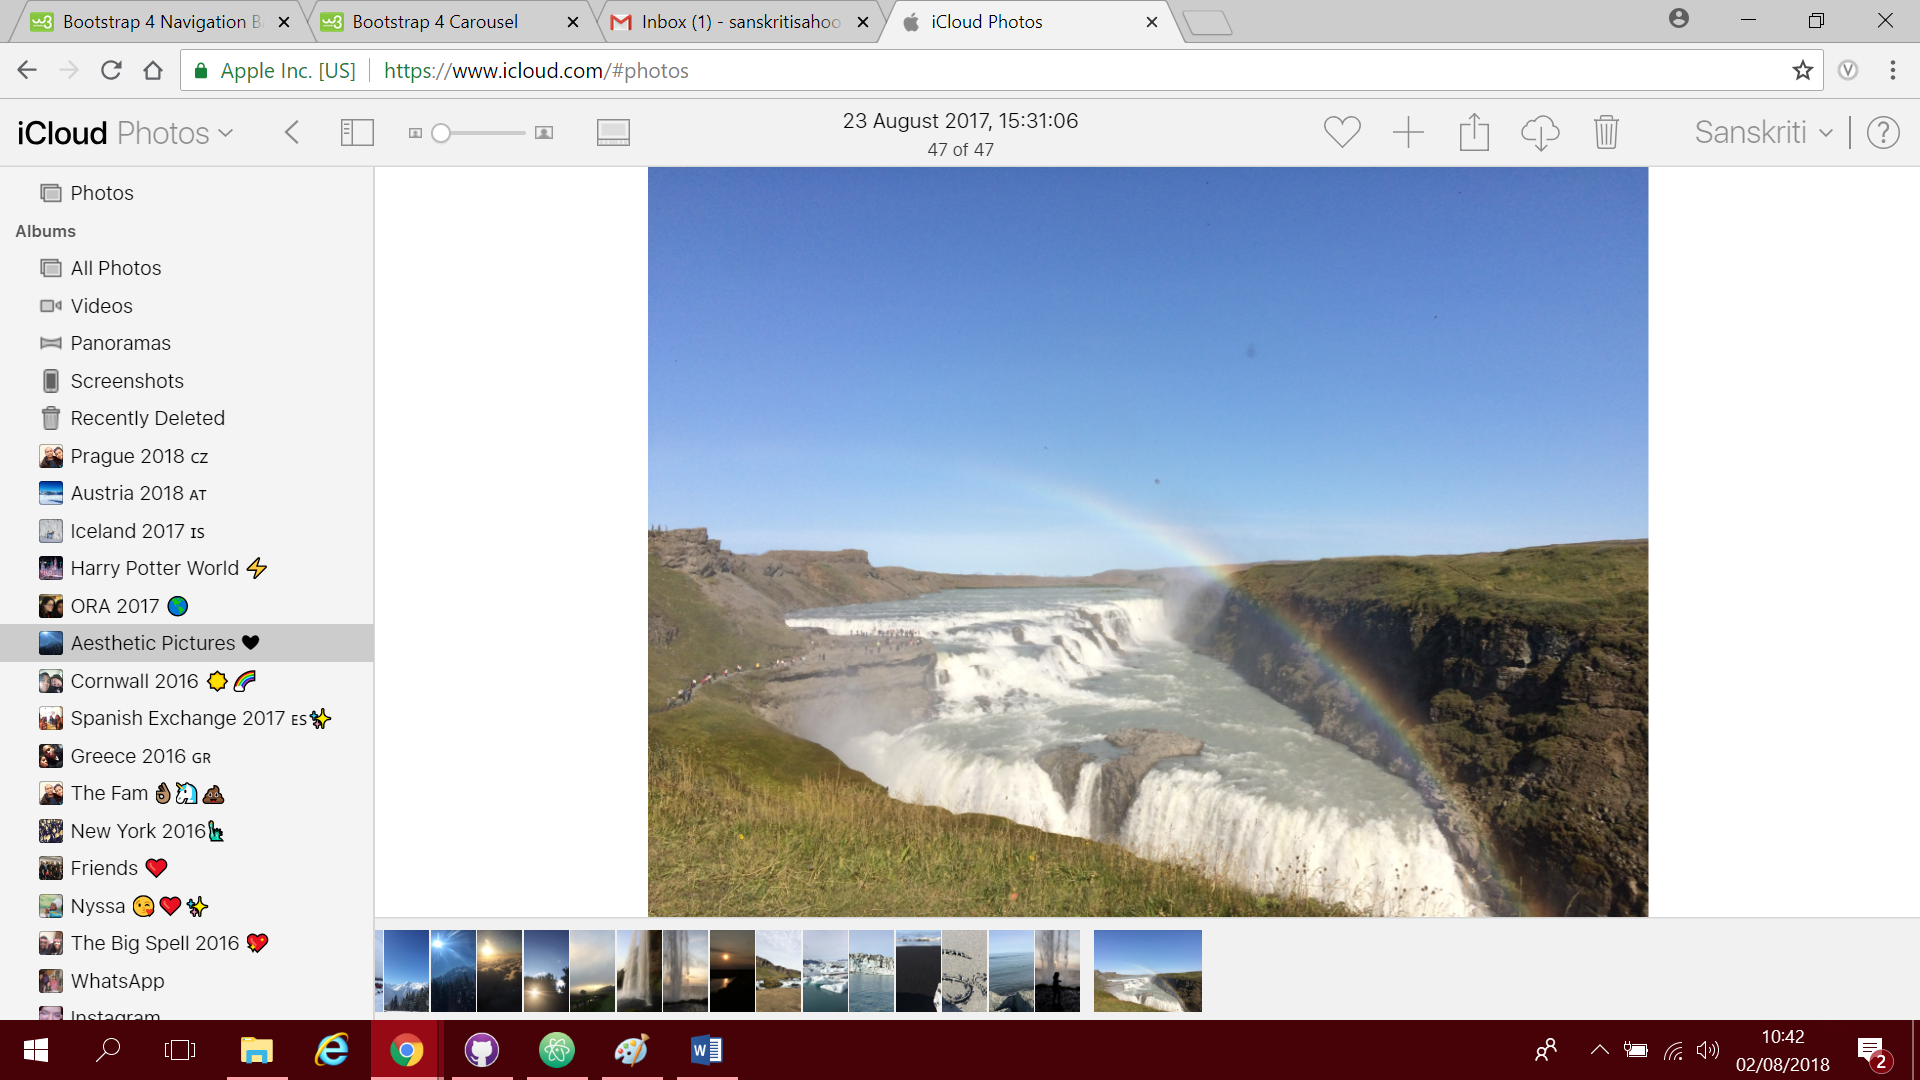 Bootstrap 4 Navigation B
Bootstrap 4 Carousel
Inbox (1) - sanskritisahoo
iCloud Photos
Apple Inc. [US]
https://www.icloud.com/#photos
iCloud Photos
23 August 2017, 15:31:06
47 of 47
Sanskriti
?
Photos
Albums
All Photos
Videos
Panoramas
Screenshots
Recently Deleted
Prague 2018 CZ
Austria 2018 AT
Iceland 2017 IS
Harry Potter World ⚡
ORA 2017 🌎
Aesthetic Pictures 🖤
Cornwall 2016 ☀️🌈
Spanish Exchange 2017 ES✨
Greece 2016 GR
The Fam 👌🏾🦄💩
New York 2016🗽
Friends ❤️
Nyssa 😘❤️✨
The Big Spell 2016 💖
WhatsApp
Instagram
10:42
02/08/2018
2